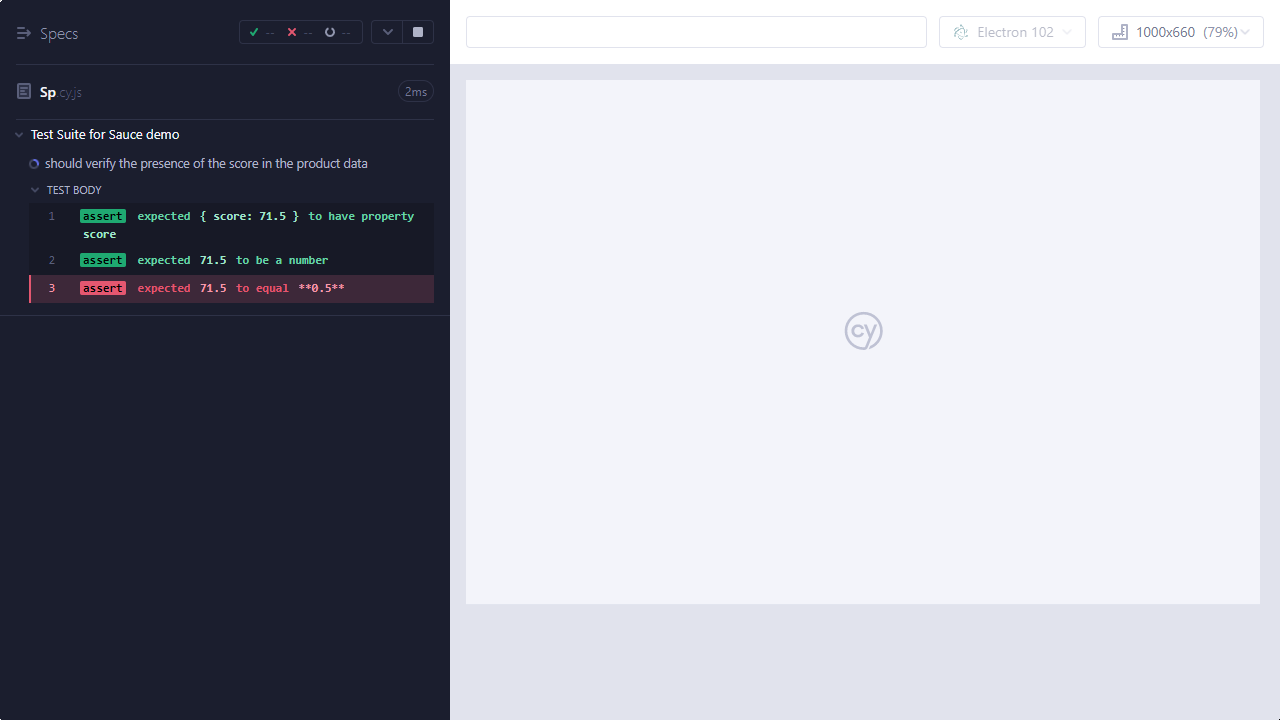 Specs
-- -- --
Electron 102
1000x660 (79%)
Sp.cy.js
2ms
Test Suite for Sauce demo
should verify the presence of the score in the product data
TEST BODY
1 assert expected { score: 71.5 } to have property
score
2 assert expected 71.5 to be a number
3 assert expected 71.5 to equal **0.5**
cy